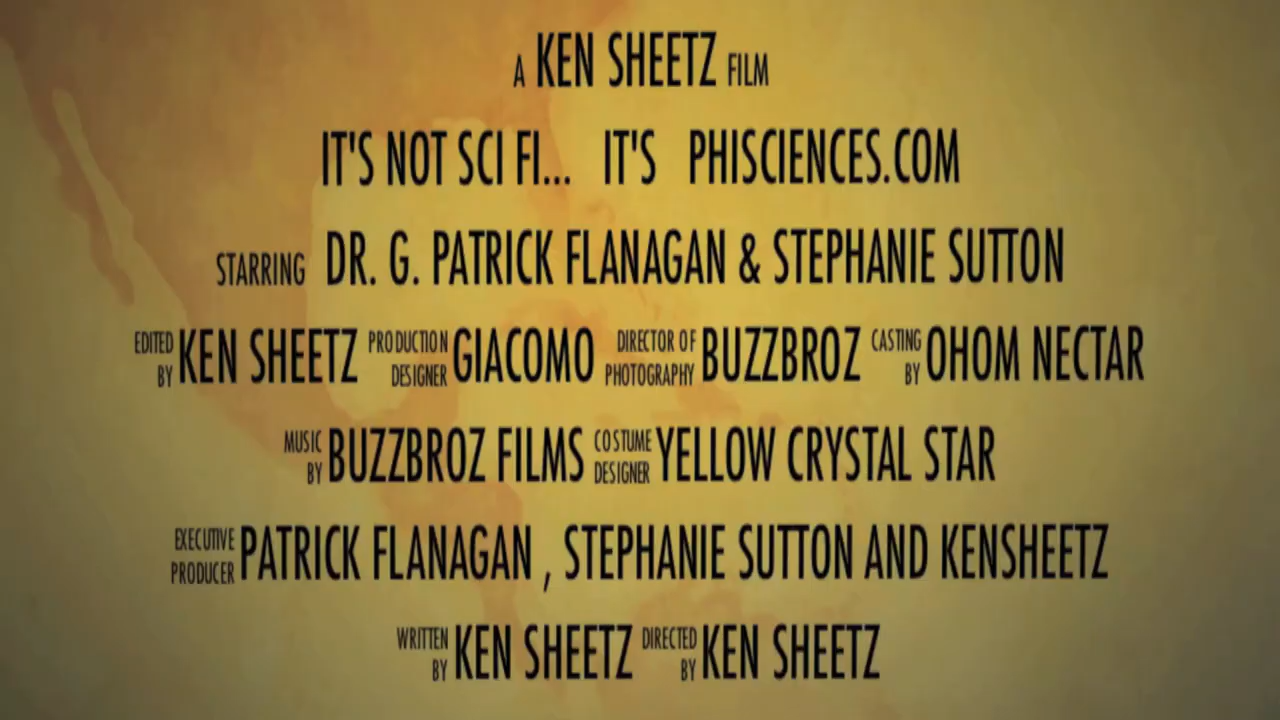 A KEN SHEETZ FILM
IT'S NOT SCI FI... IT'S PHISCIENCES.COM
STARRING DR. G. PATRICK FLANAGAN & STEPHANIE SUTTON
EDITED BY KEN SHEETZ PRODUCTION DESIGNER GIACOMO DIRECTOR OF PHOTOGRAPHY BUZZBROZ CASTING BY OHOM NECTAR
MUSIC BY BUZZBROZ FILMS COSTUME DESIGNER YELLOW CRYSTAL STAR
EXECUTIVE PRODUCER PATRICK FLANAGAN , STEPHANIE SUTTON AND KENSHEETZ
WRITTEN BY KEN SHEETZ DIRECTED BY KEN SHEETZ